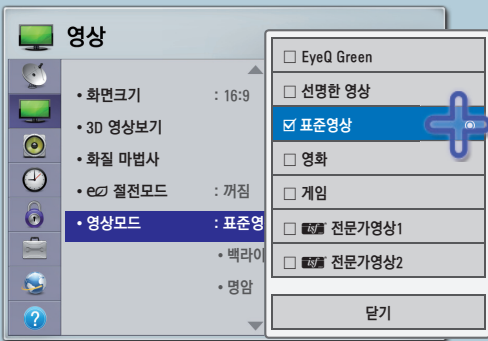 영상
• 화면크기 : 16:9
• 3D 영상보기
• 화질 마법사
• e 절전모드 : 꺼짐
• 영상모드 : 표준영
• 백라이
• 명암
?
□ EyeQ Green
□ 선명한 영상
☑ 표준영상
□ 영화
□ 게임
□ isf 전문가영상1
□ isf 전문가영상2
닫기